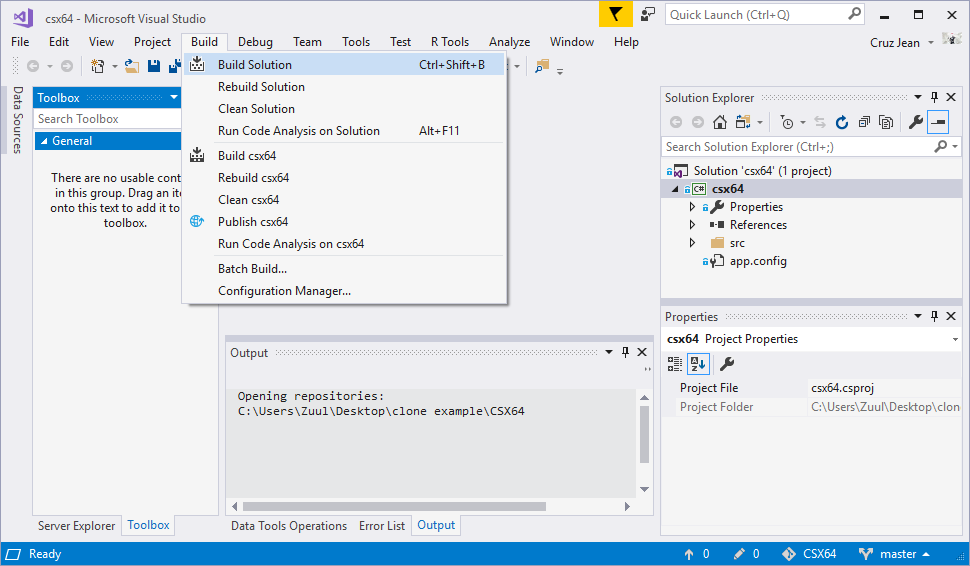 csx64 - Microsoft Visual Studio
Quick Launch (Ctrl+Q)
File Edit View Project Build Debug Team Tools Test R Tools Analyze Window Help
Cruz Jean
Build Solution Ctrl+Shift+B
Rebuild Solution
Clean Solution
Run Code Analysis on Solution Alt+F11
Build csx64
Rebuild csx64
Clean csx64
Publish csx64
Run Code Analysis on csx64
Batch Build...
Configuration Manager...
Data Sources
Toolbox
Search Toolbox
General
There are no usable cont
in this group. Drag an ite
onto this text to add it to
toolbox.
Server Explorer Toolbox
Output
Opening repositories:
C:\Users\Zuul\Desktop\clone example\CSX64
Data Tools Operations Error List Output
Solution Explorer
Search Solution Explorer (Ctrl+;)
Solution 'csx64' (1 project)
C# csx64
Properties
References
src
app.config
Properties
csx64 Project Properties
Project File csx64.csproj
Project Folder C:\Users\Zuul\Desktop\clon
Ready
0 0 CSX64 master